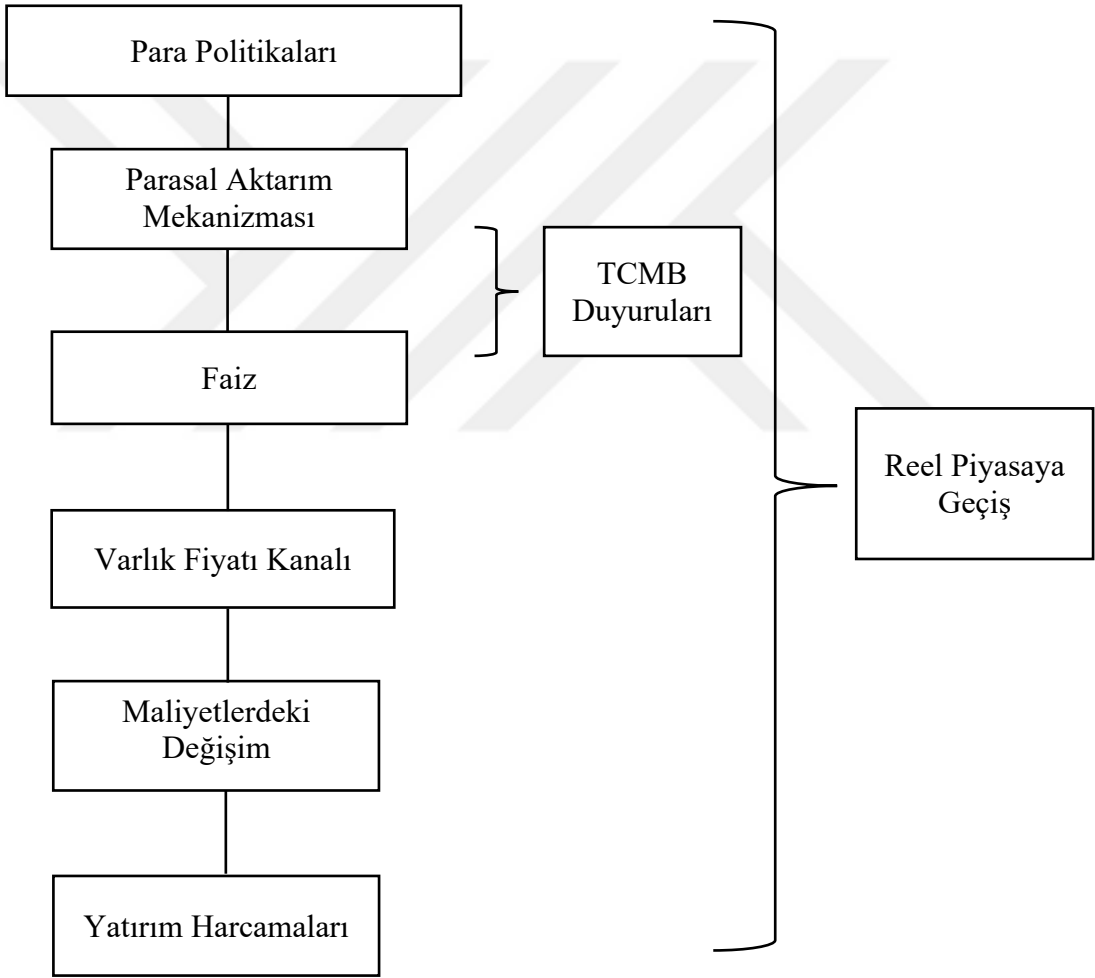 Para Politikaları
Parasal Aktarım
Mekanizması
TCMB
Duyuruları
Faiz
Reel Piyasaya
Geçiş
Varlık Fiyatı Kanalı
Maliyetlerdeki
Değişim
Yatırım Harcamaları